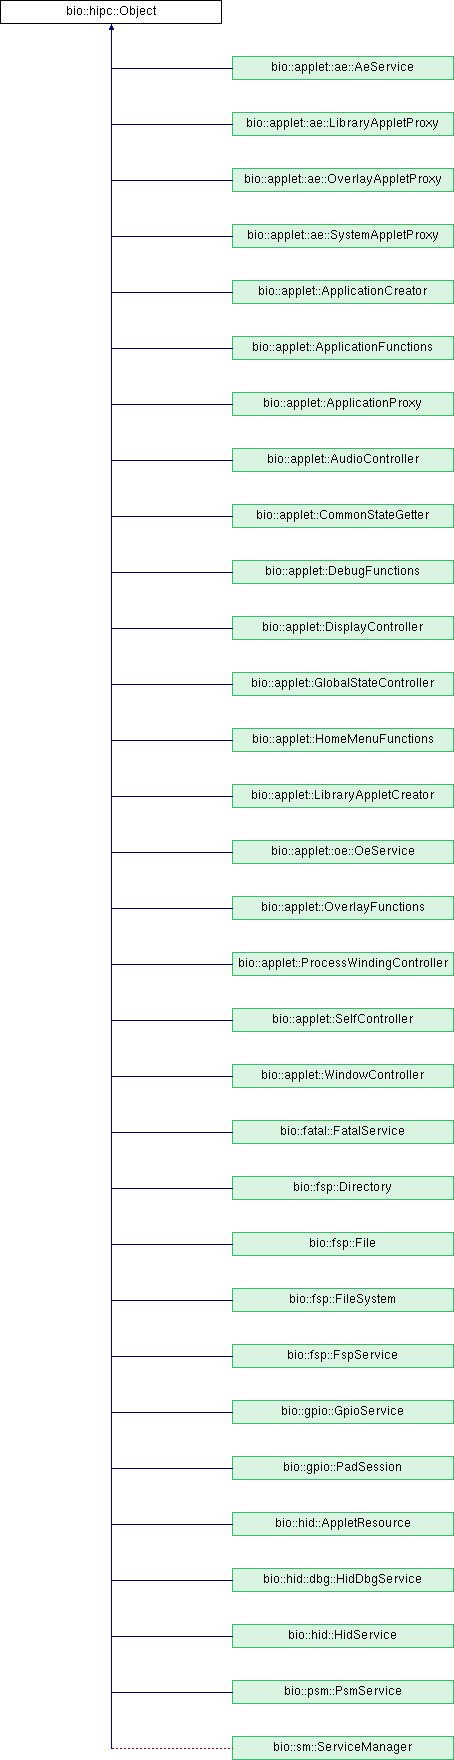 bio::hipc::Object
bio::applet::ae::AeService
bio::applet::ae::LibraryAppletProxy
bio::applet::ae::OverlayAppletProxy
bio::applet::ae::SystemAppletProxy
bio::applet::ApplicationCreator
bio::applet::ApplicationFunctions
bio::applet::ApplicationProxy
bio::applet::AudioController
bio::applet::CommonStateGetter
bio::applet::DebugFunctions
bio::applet::DisplayController
bio::applet::GlobalStateController
bio::applet::HomeMenuFunctions
bio::applet::LibraryAppletCreator
bio::applet::oe::OeService
bio::applet::OverlayFunctions
bio::applet::ProcessWindingController
bio::applet::SelfController
bio::applet::WindowController
bio::fatal::FatalService
bio::fsp::Directory
bio::fsp::File
bio::fsp::FileSystem
bio::fsp::FspService
bio::gpio::GpioService
bio::gpio::PadSession
bio::hid::AppletResource
bio::hid::dbg::HidDbgService
bio::hid::HidService
bio::psm::PsmService
bio::sm::ServiceManager